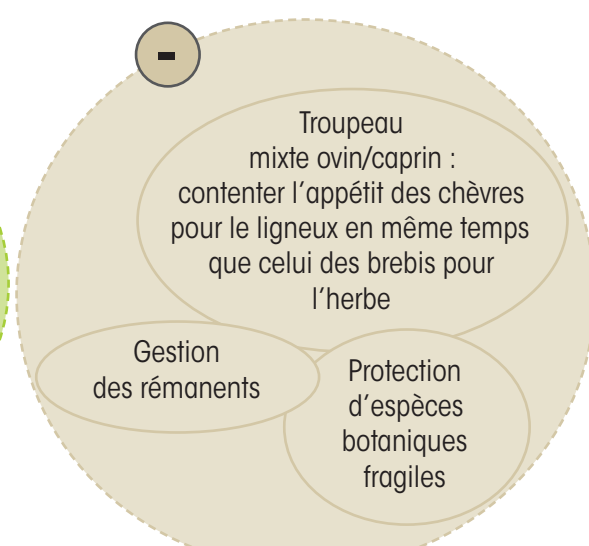 -
Troupeau
mixte ovin/caprin :
contenter l'appétit des chèvres
pour le ligneux en même temps
que celui des brebis pour
l'herbe
Gestion
des rémanents
Protection
d'espèces
botaniques
fragiles